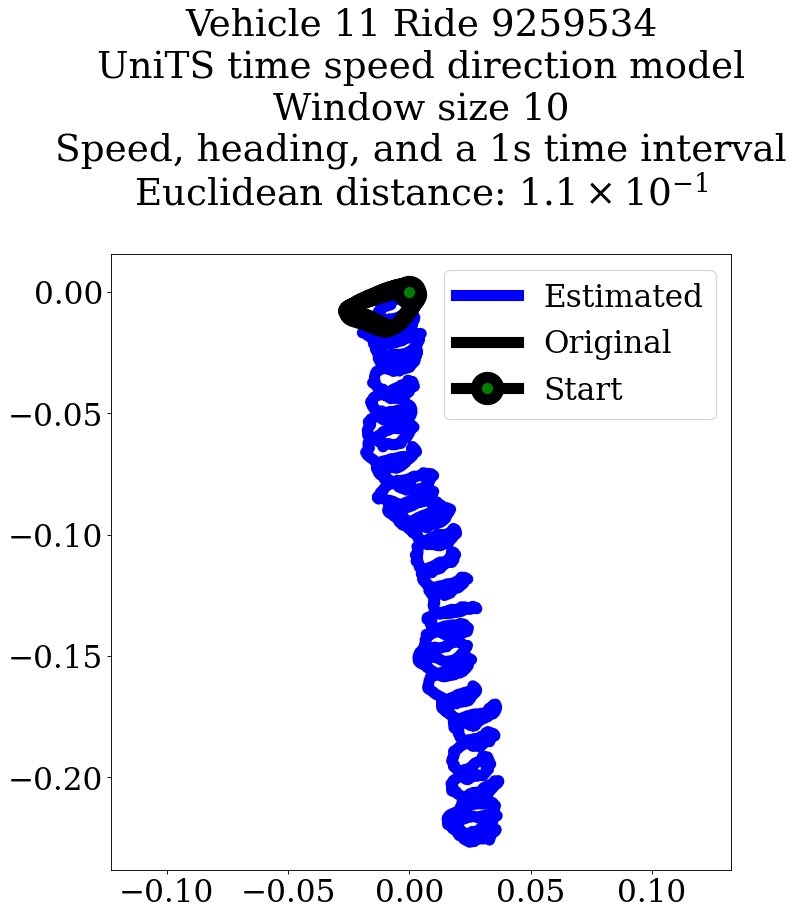 Vehicle 11 Ride 9259534
UniTS time speed direction model
Window size 10
Speed, heading, and a 1s time interval
Euclidean distance: 1.1 × 10⁻¹
Estimated
Original
Start
0.00
−0.05
−0.10
−0.15
−0.20
−0.10 −0.05 0.00 0.05 0.10